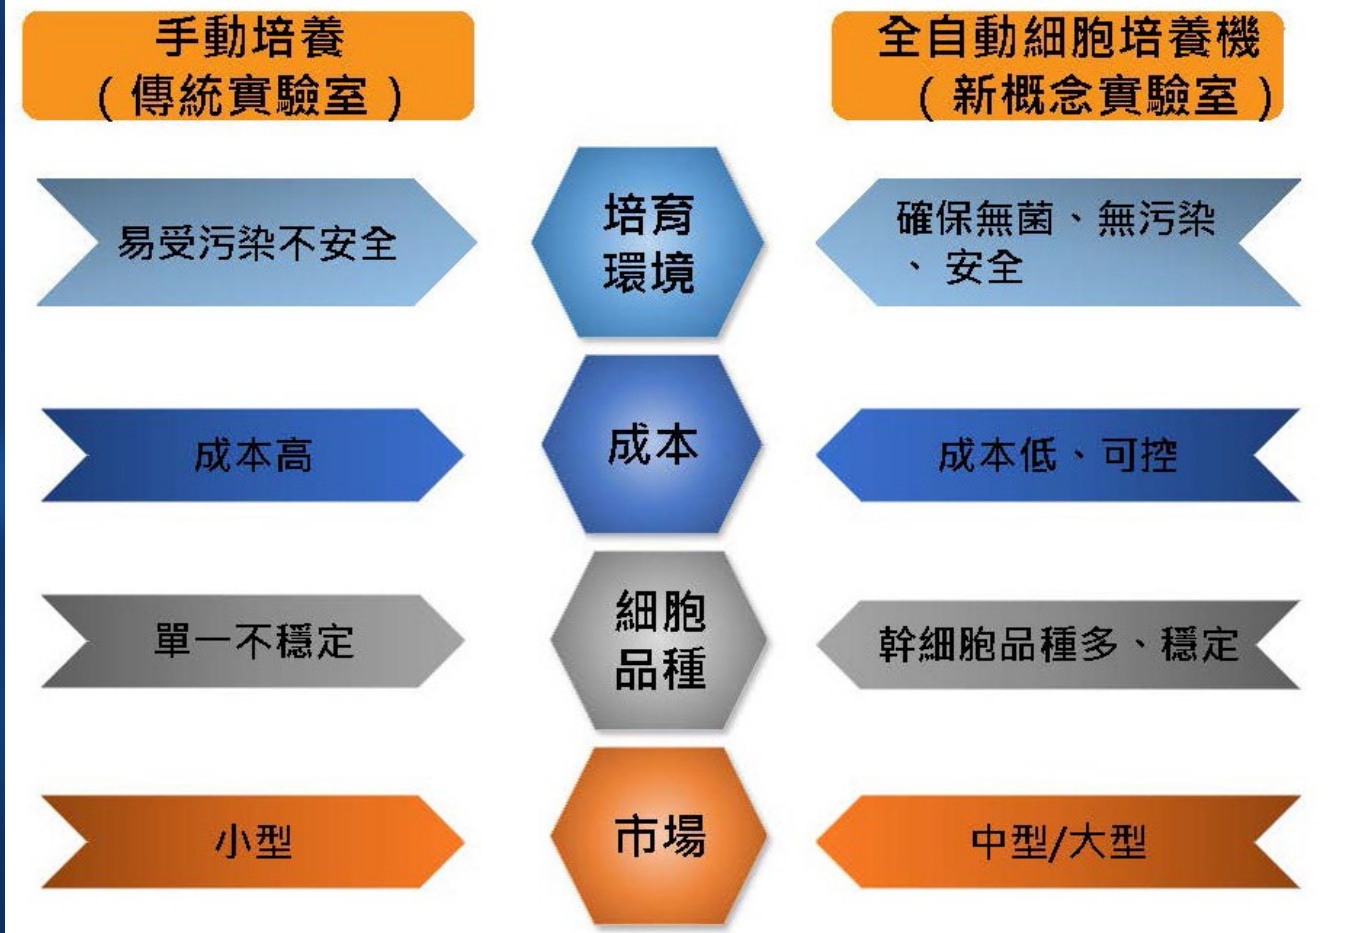 手動培養
（傳統實驗室）
全自動細胞培養機
（新概念實驗室）
易受污染不安全
培育
環境
確保無菌、無污染
、安全
成本高
成本
成本低、可控
單一不穩定
細胞
品種
幹細胞品種多、穩定
小型
市場
中型/大型